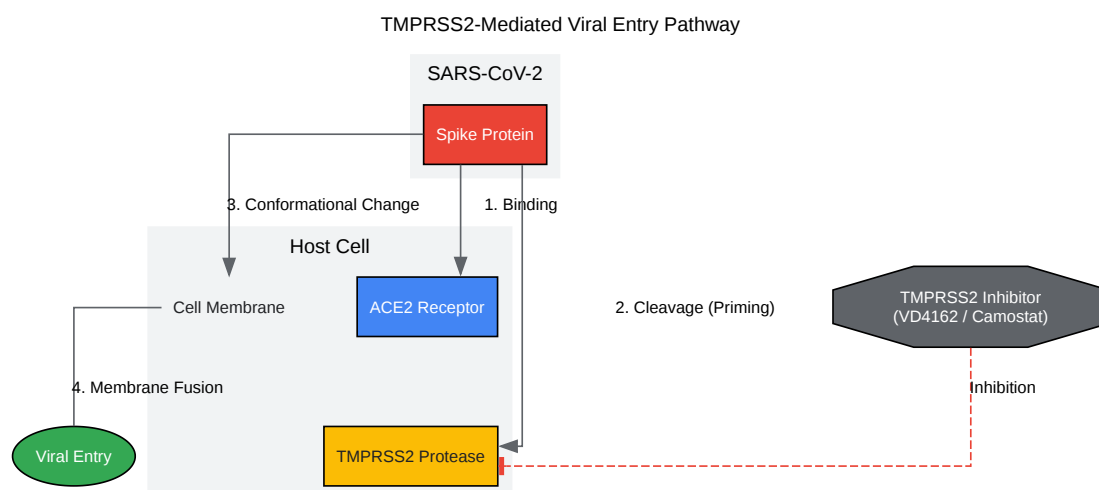 TMPRSS2-Mediated Viral Entry Pathway
SARS-CoV-2
Spike Protein
3. Conformational Change
1. Binding
Host Cell
Cell Membrane
ACE2 Receptor
2. Cleavage (Priming)
TMPRSS2 Inhibitor
(VD4162 / Camostat)
4. Membrane Fusion
Inhibition
Viral Entry
TMPRSS2 Protease